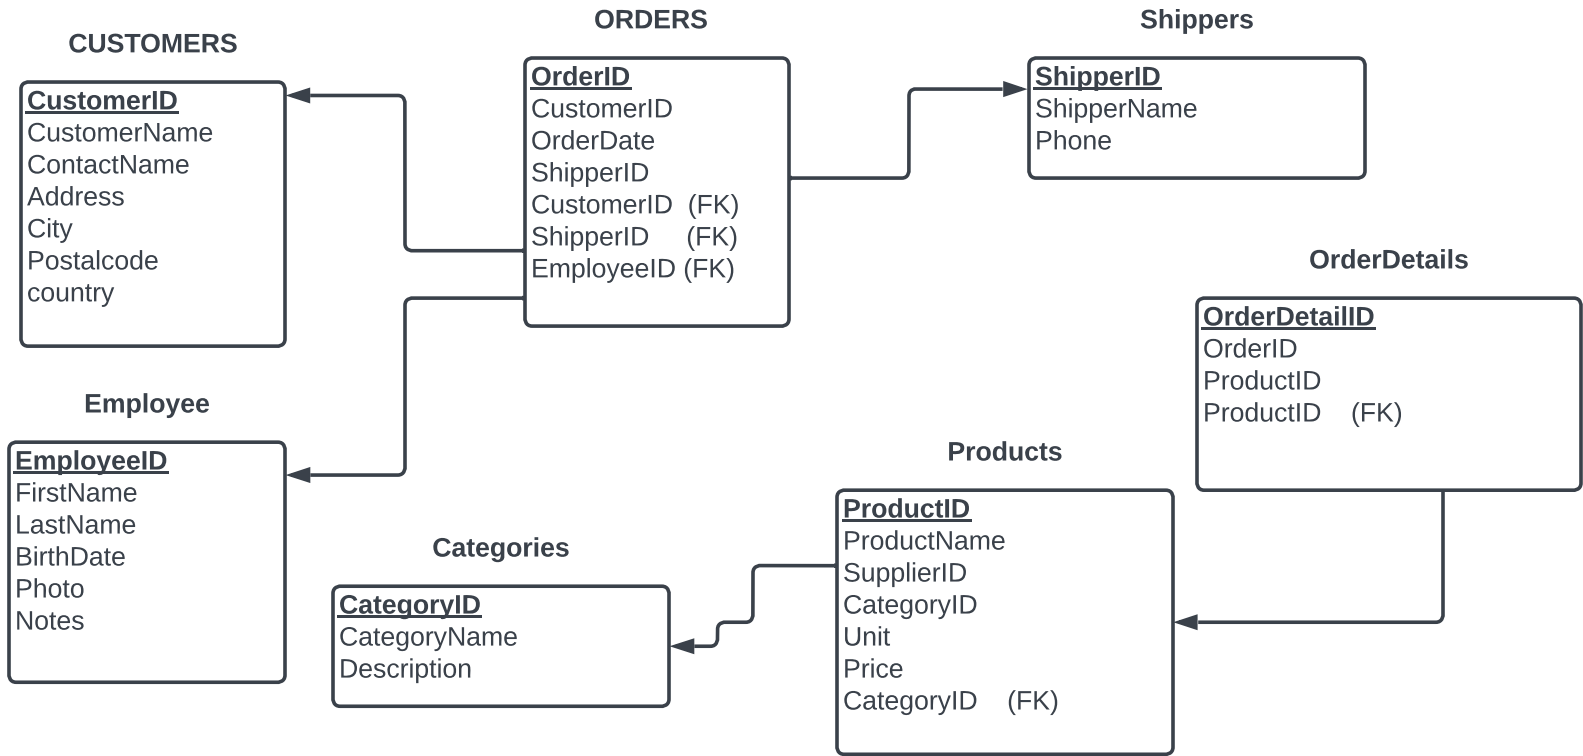 CUSTOMERS
CustomerID
CustomerName
ContactName
Address
City
Postalcode
country
ORDERS
OrderID
CustomerID
OrderDate
ShipperID
CustomerID (FK)
ShipperID (FK)
EmployeeID (FK)
Shippers
ShipperID
ShipperName
Phone
OrderDetails
OrderDetailID
OrderID
ProductID
ProductID (FK)
Employee
EmployeeID
FirstName
LastName
BirthDate
Photo
Notes
Categories
CategoryID
CategoryName
Description
Products
ProductID
ProductName
SupplierID
CategoryID
Unit
Price
CategoryID (FK)